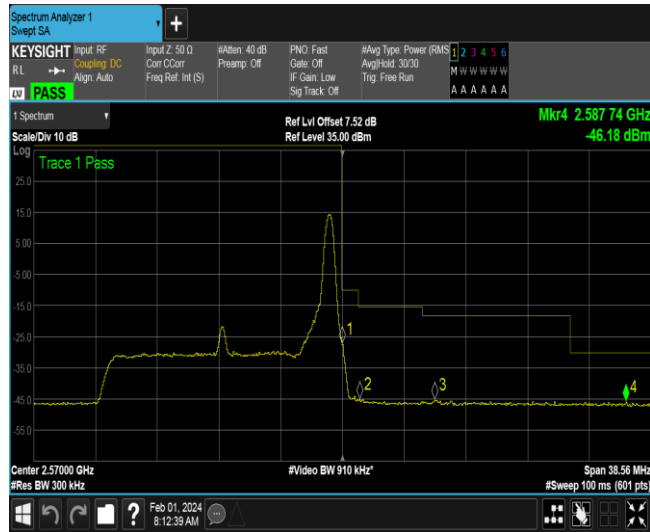 Spectrum Analyzer 1
Swept SA
+
KEYSIGHT Input: RF Input Z: 50 Ω #Atten: 40 dB PNO: Fast #Avg Type: Power (RMS 1 2 3 4 5 6
RL Coupling: DC Corr CCorr Preamp: Off Gate: Off Avg|Hold: 30/30 M W W W W W
Align: Auto Freq Ref: Int (S) IF Gain: Low Trig: Free Run
LXI PASS Sig Track: Off A A A A A A
1 Spectrum Ref Lvl Offset 7.52 dB Mkr4 2.587 74 GHz
Scale/Div 10 dB Ref Level 35.00 dBm -46.18 dBm
Log
Trace 1 Pass
25.0
15.0
5.00
-5.00
-15.0
-25.0
1
-35.0
2 3 4
-45.0
-55.0
Center 2.57000 GHz #Video BW 910 kHz* Span 38.56 MHz
#Res BW 300 kHz #Sweep 100 ms (601 pts)
? Feb 01, 2024
8:12:39 AM